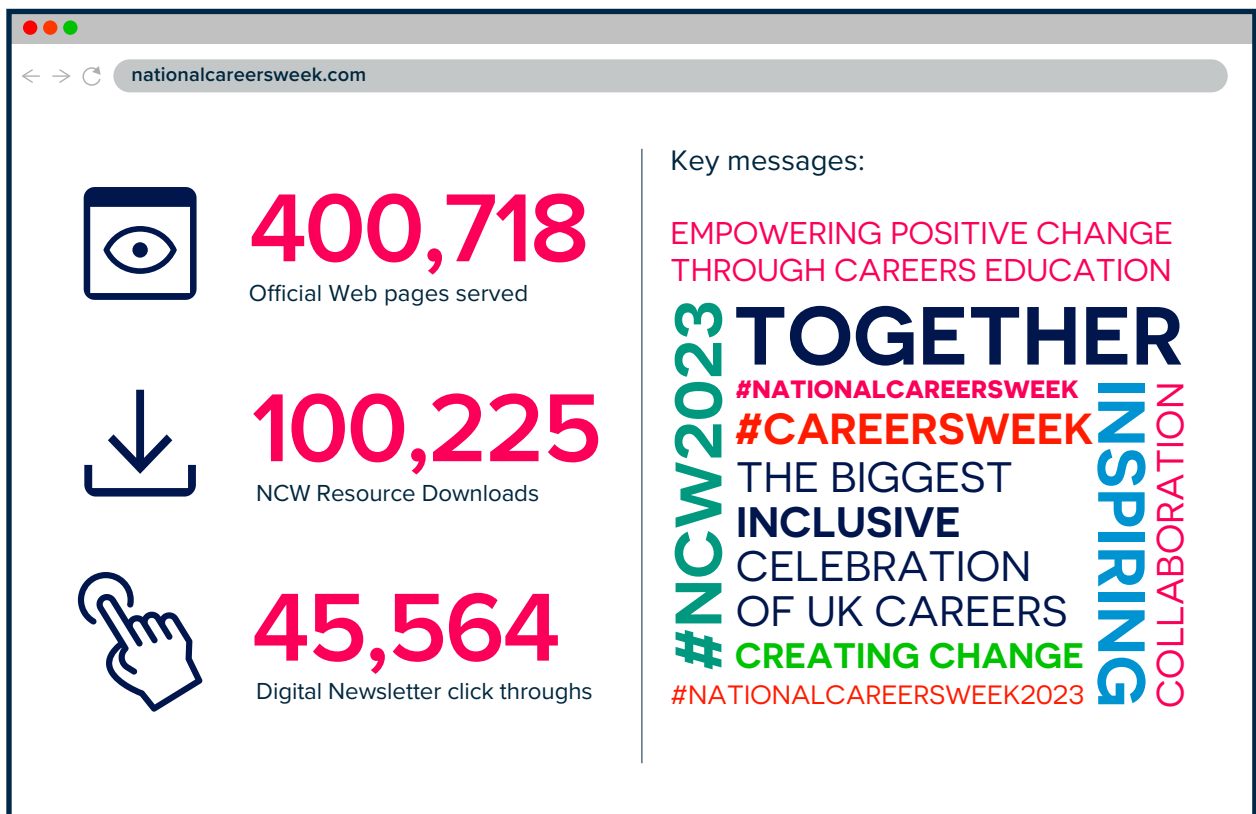 nationalcareersweek.com
400,718
Official Web pages served
100,225
NCW Resource Downloads
45,564
Digital Newsletter click throughs
Key messages:
EMPOWERING POSITIVE CHANGE
THROUGH CAREERS EDUCATION
#NCW2023
TOGETHER
#NATIONALCAREERSWEEK
#CAREERSWEEK
THE BIGGEST
INCLUSIVE
CELEBRATION
OF UK CAREERS
CREATING CHANGE
#NATIONALCAREERSWEEK2023
INSPIRING
COLLABORATION